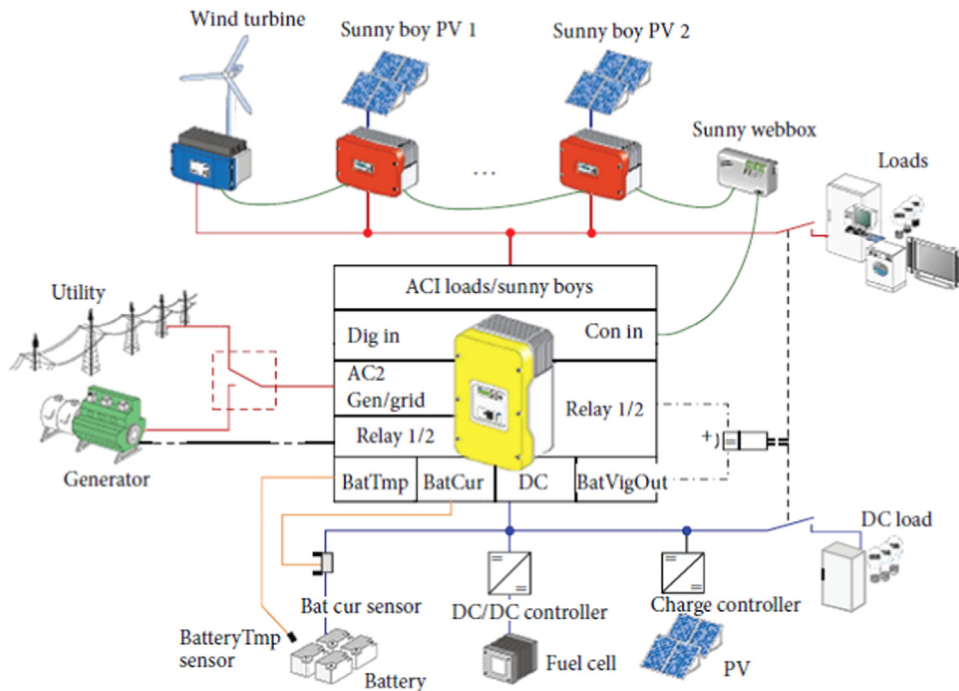 Wind turbine
Sunny boy PV 1
Sunny boy PV 2
Sunny webbox
Loads
...
ACI loads/sunny boys
Utility
Dig in
Con in
AC2
Gen/grid
Relay 1/2
Relay 1/2
+)
Generator
BatTmp
BatCur
DC
BatVigOut
DC load
Bat cur sensor
DC/DC controller
Charge controller
BatteryTmp
sensor
Battery
Fuel cell
PV